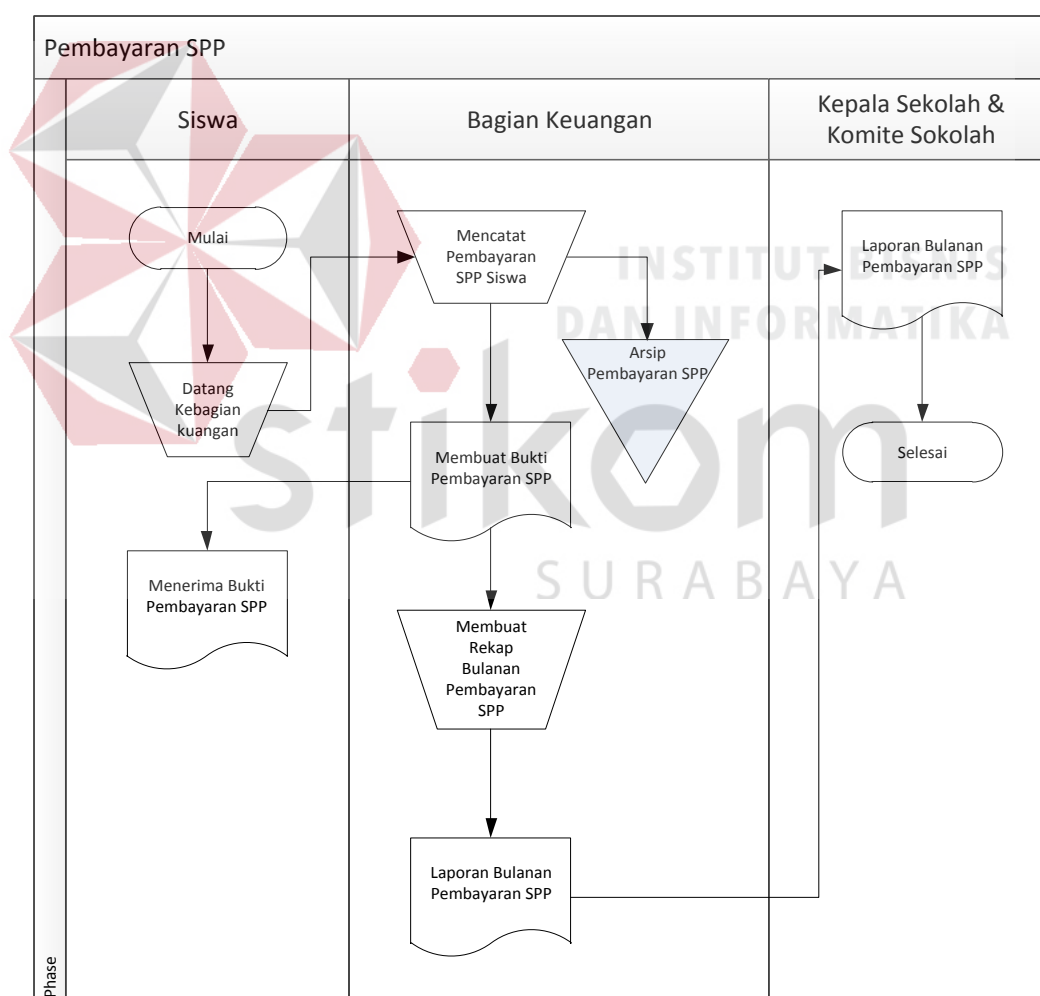 Pembayaran SPP
Siswa
Bagian Keuangan
Kepala Sekolah &
Komite Sokolah
Mulai
Datang
Kebagian
kuangan
Menerima Bukti
Pembayaran SPP
Mencatat
Pembayaran
SPP Siswa
Arsip
Pembayaran SPP
Membuat Bukti
Pembayaran SPP
Membuat
Rekap
Bulanan
Pembayaran
SPP
Laporan Bulanan
Pembayaran SPP
Laporan Bulanan
Pembayaran SPP
Selesai
Phase
INSTITUT BISNIS
DAN INFORMATIKA
stikom
SURABAYA